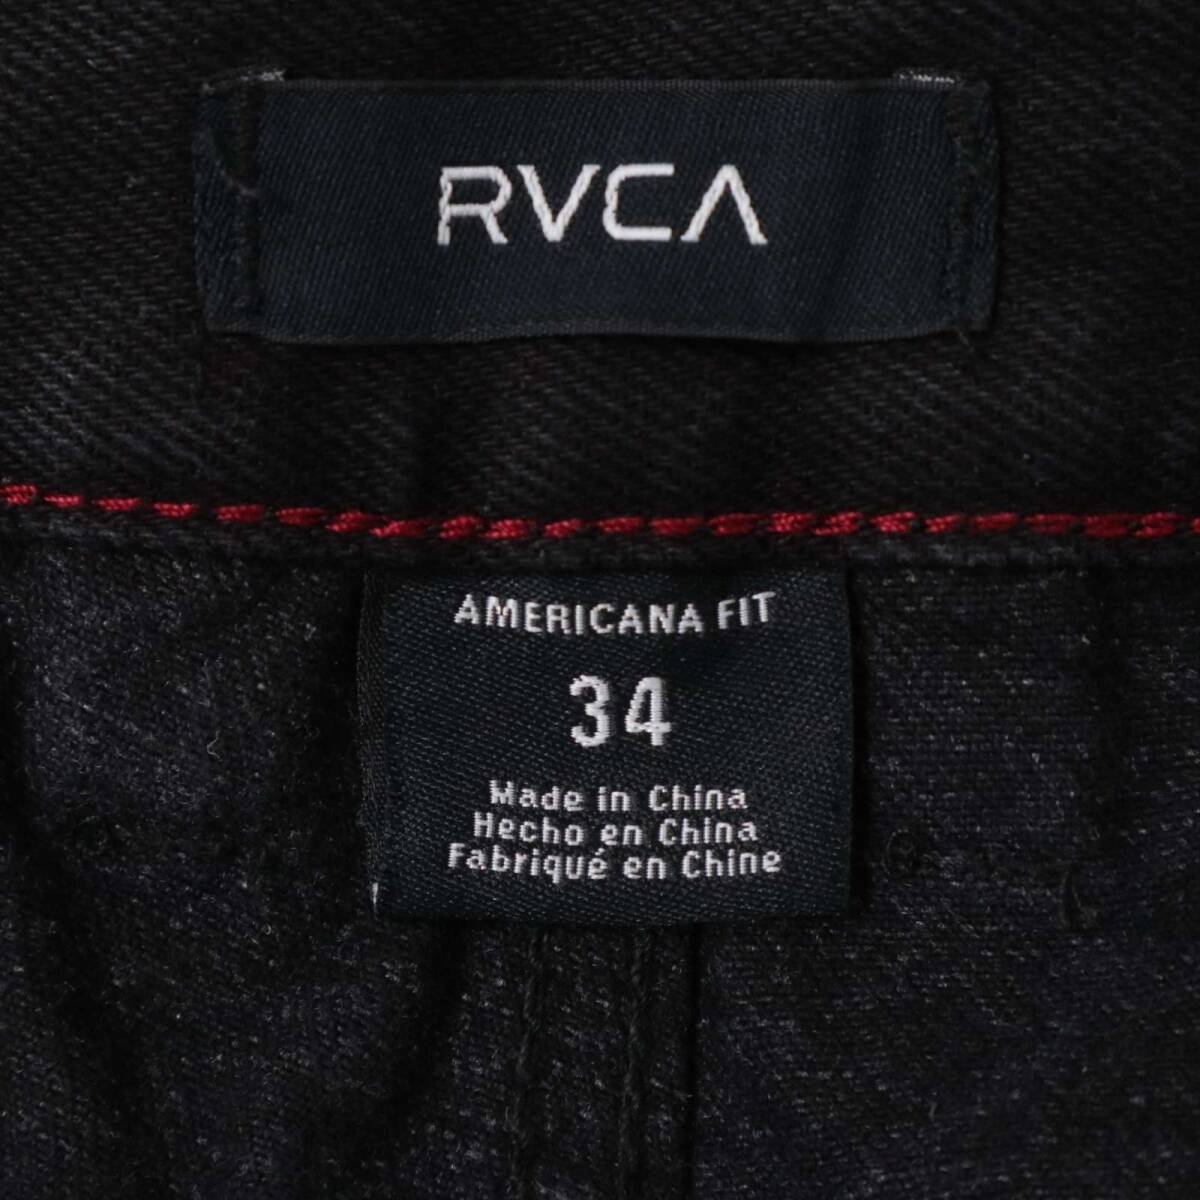 RVCA
AMERICANA FIT
34
Made in China
Hecho en China
Fabriqué en Chine